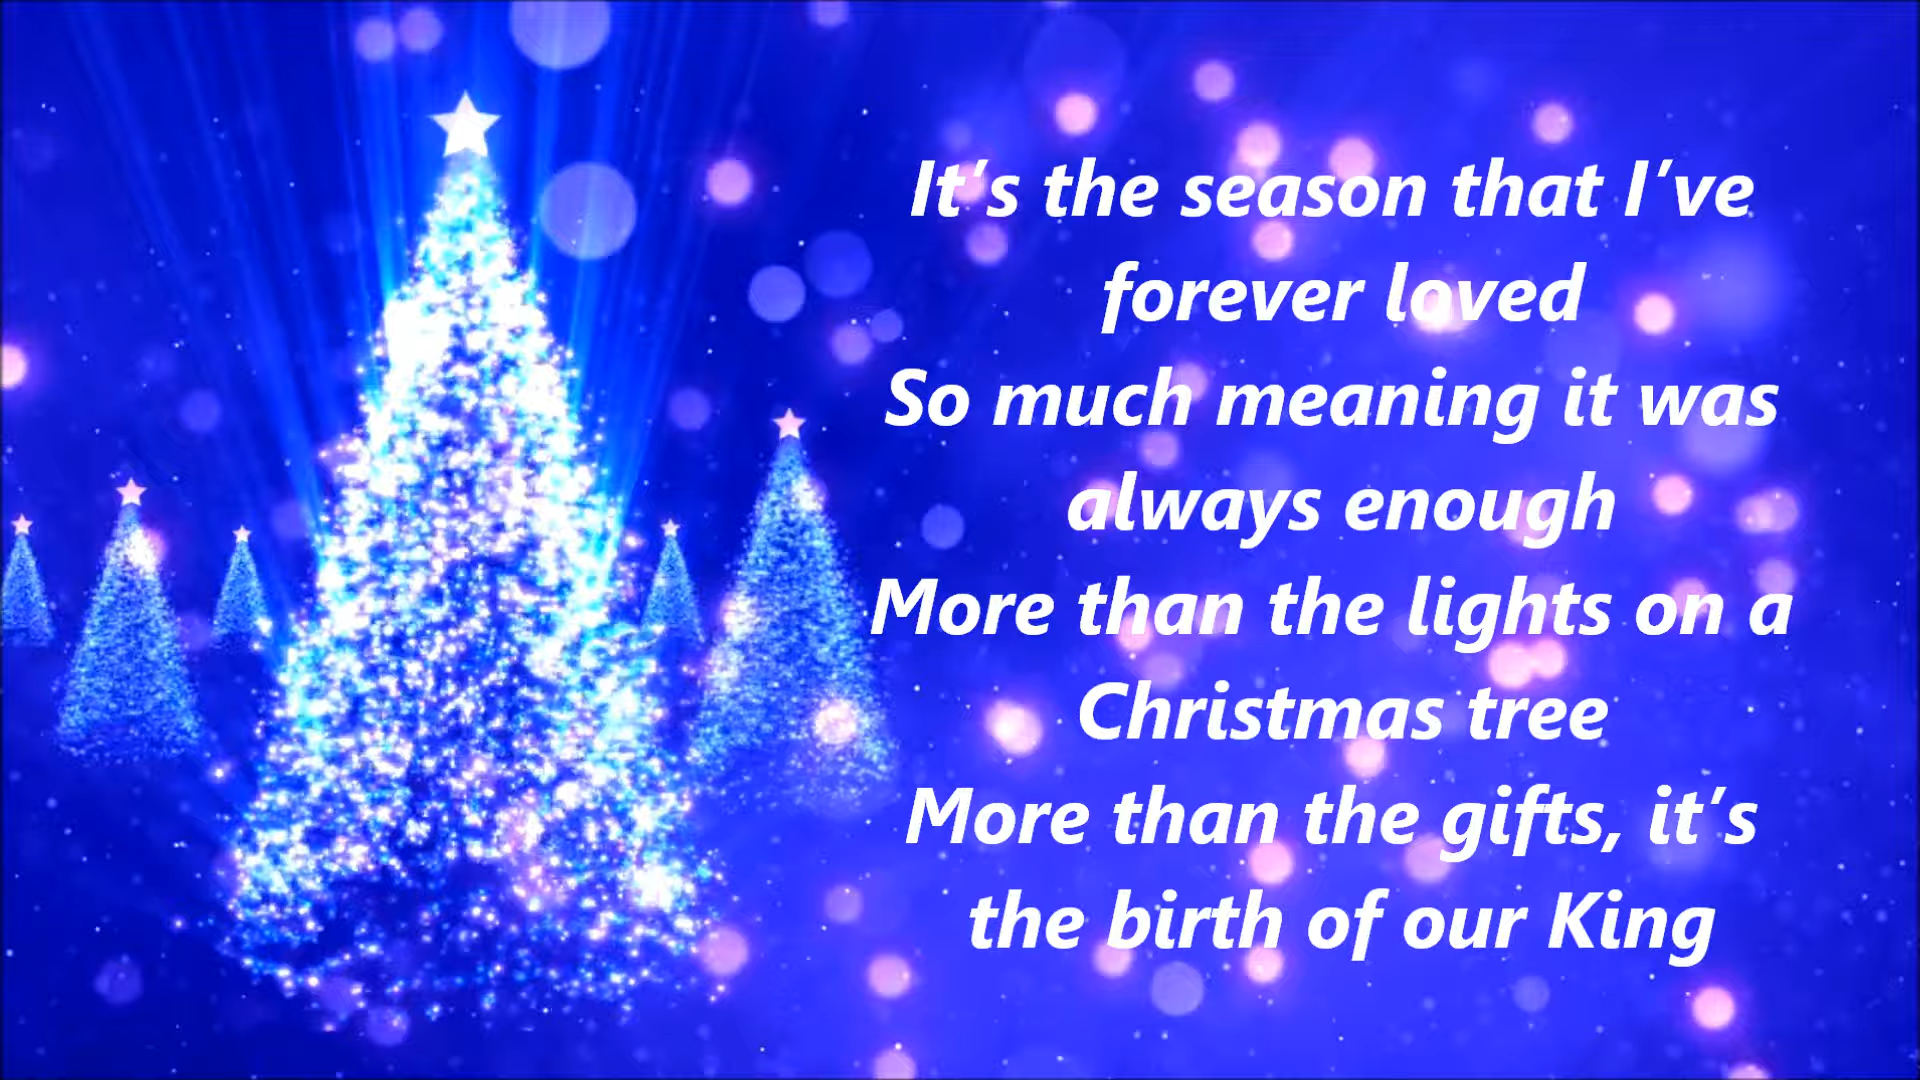 It's the season that I've
forever loved
So much meaning it was
always enough
More than the lights on a
Christmas tree
More than the gifts, it's
the birth of our King